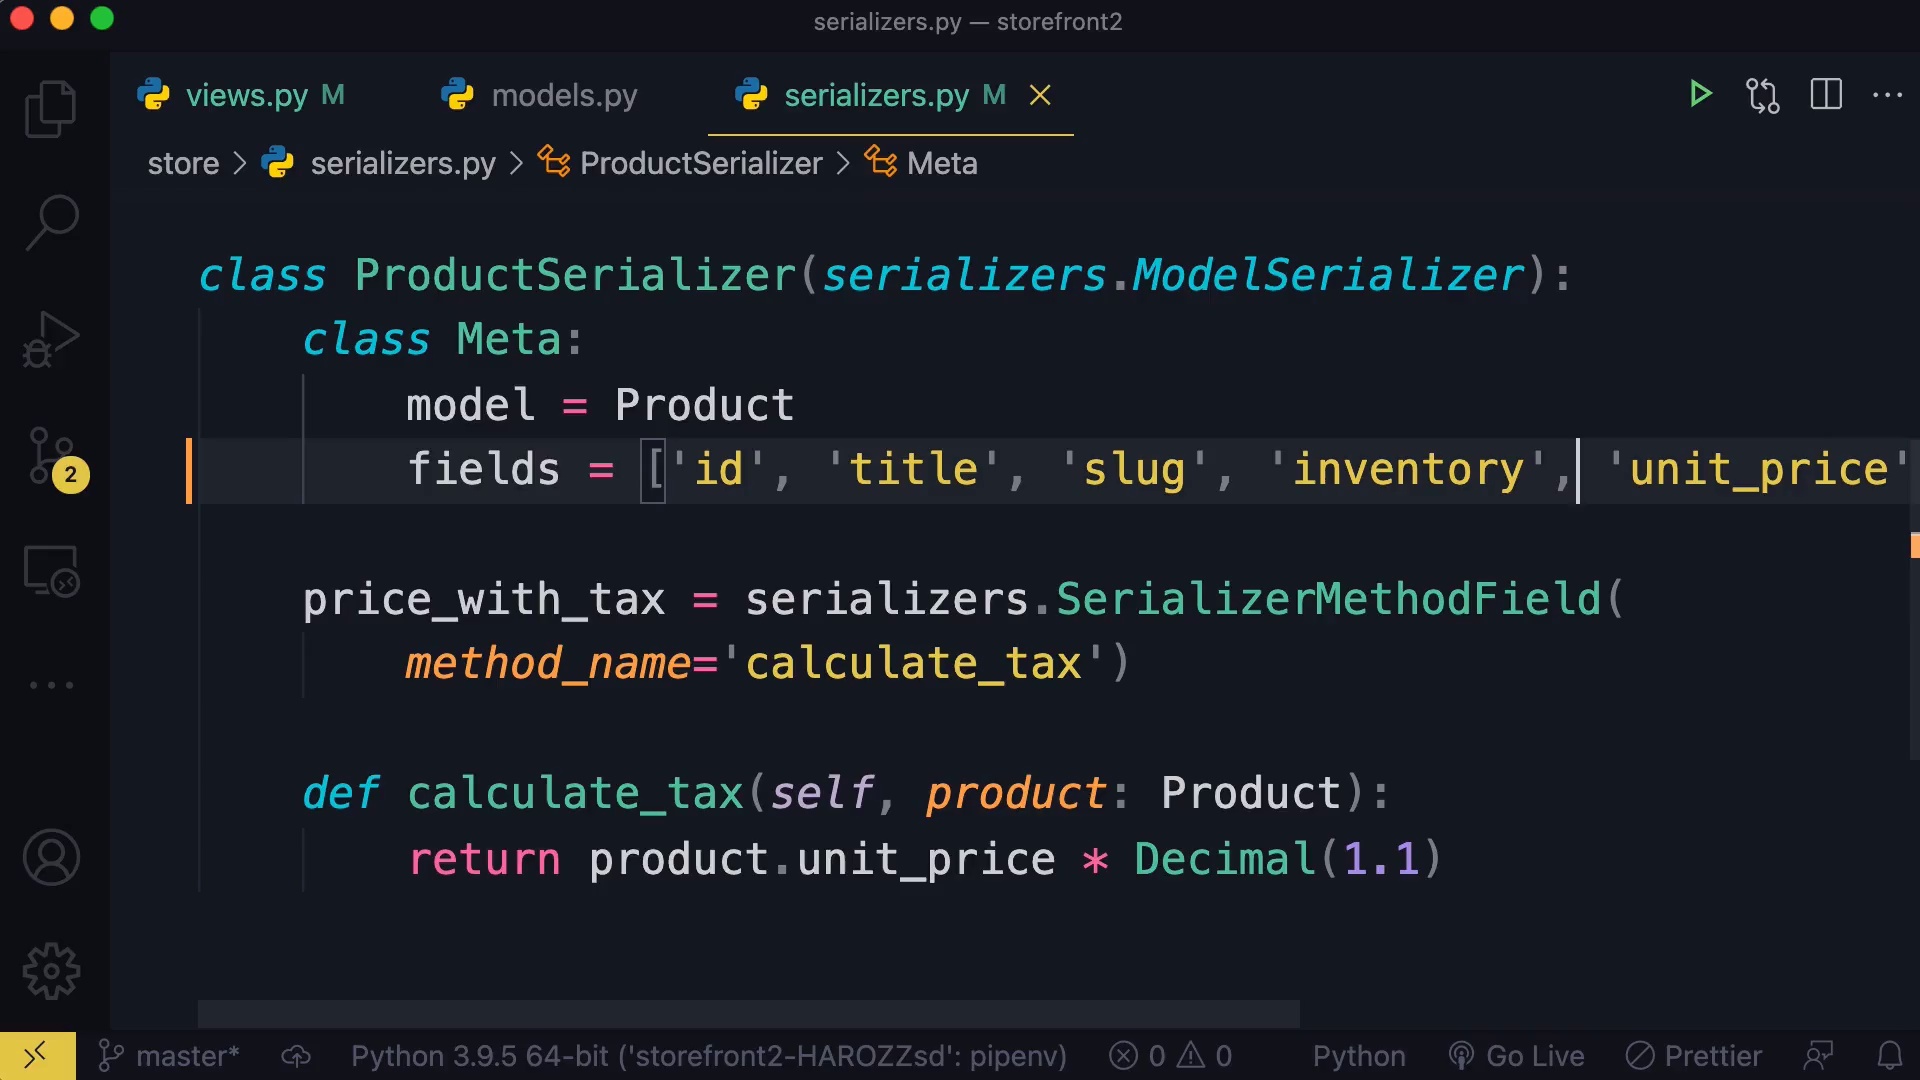 serializers.py — storefront2
views.py M models.py serializers.py M
store > serializers.py > ProductSerializer > Meta
class ProductSerializer(serializers.ModelSerializer):
class Meta:
model = Product
fields = ['id', 'title', 'slug', 'inventory', 'unit_price'
price_with_tax = serializers.SerializerMethodField(
method_name='calculate_tax')
def calculate_tax(self, product: Product):
return product.unit_price * Decimal(1.1)
2
master* Python 3.9.5 64-bit ('storefront2-HAROZZsd': pipenv) 0 0 Python Go Live Prettier